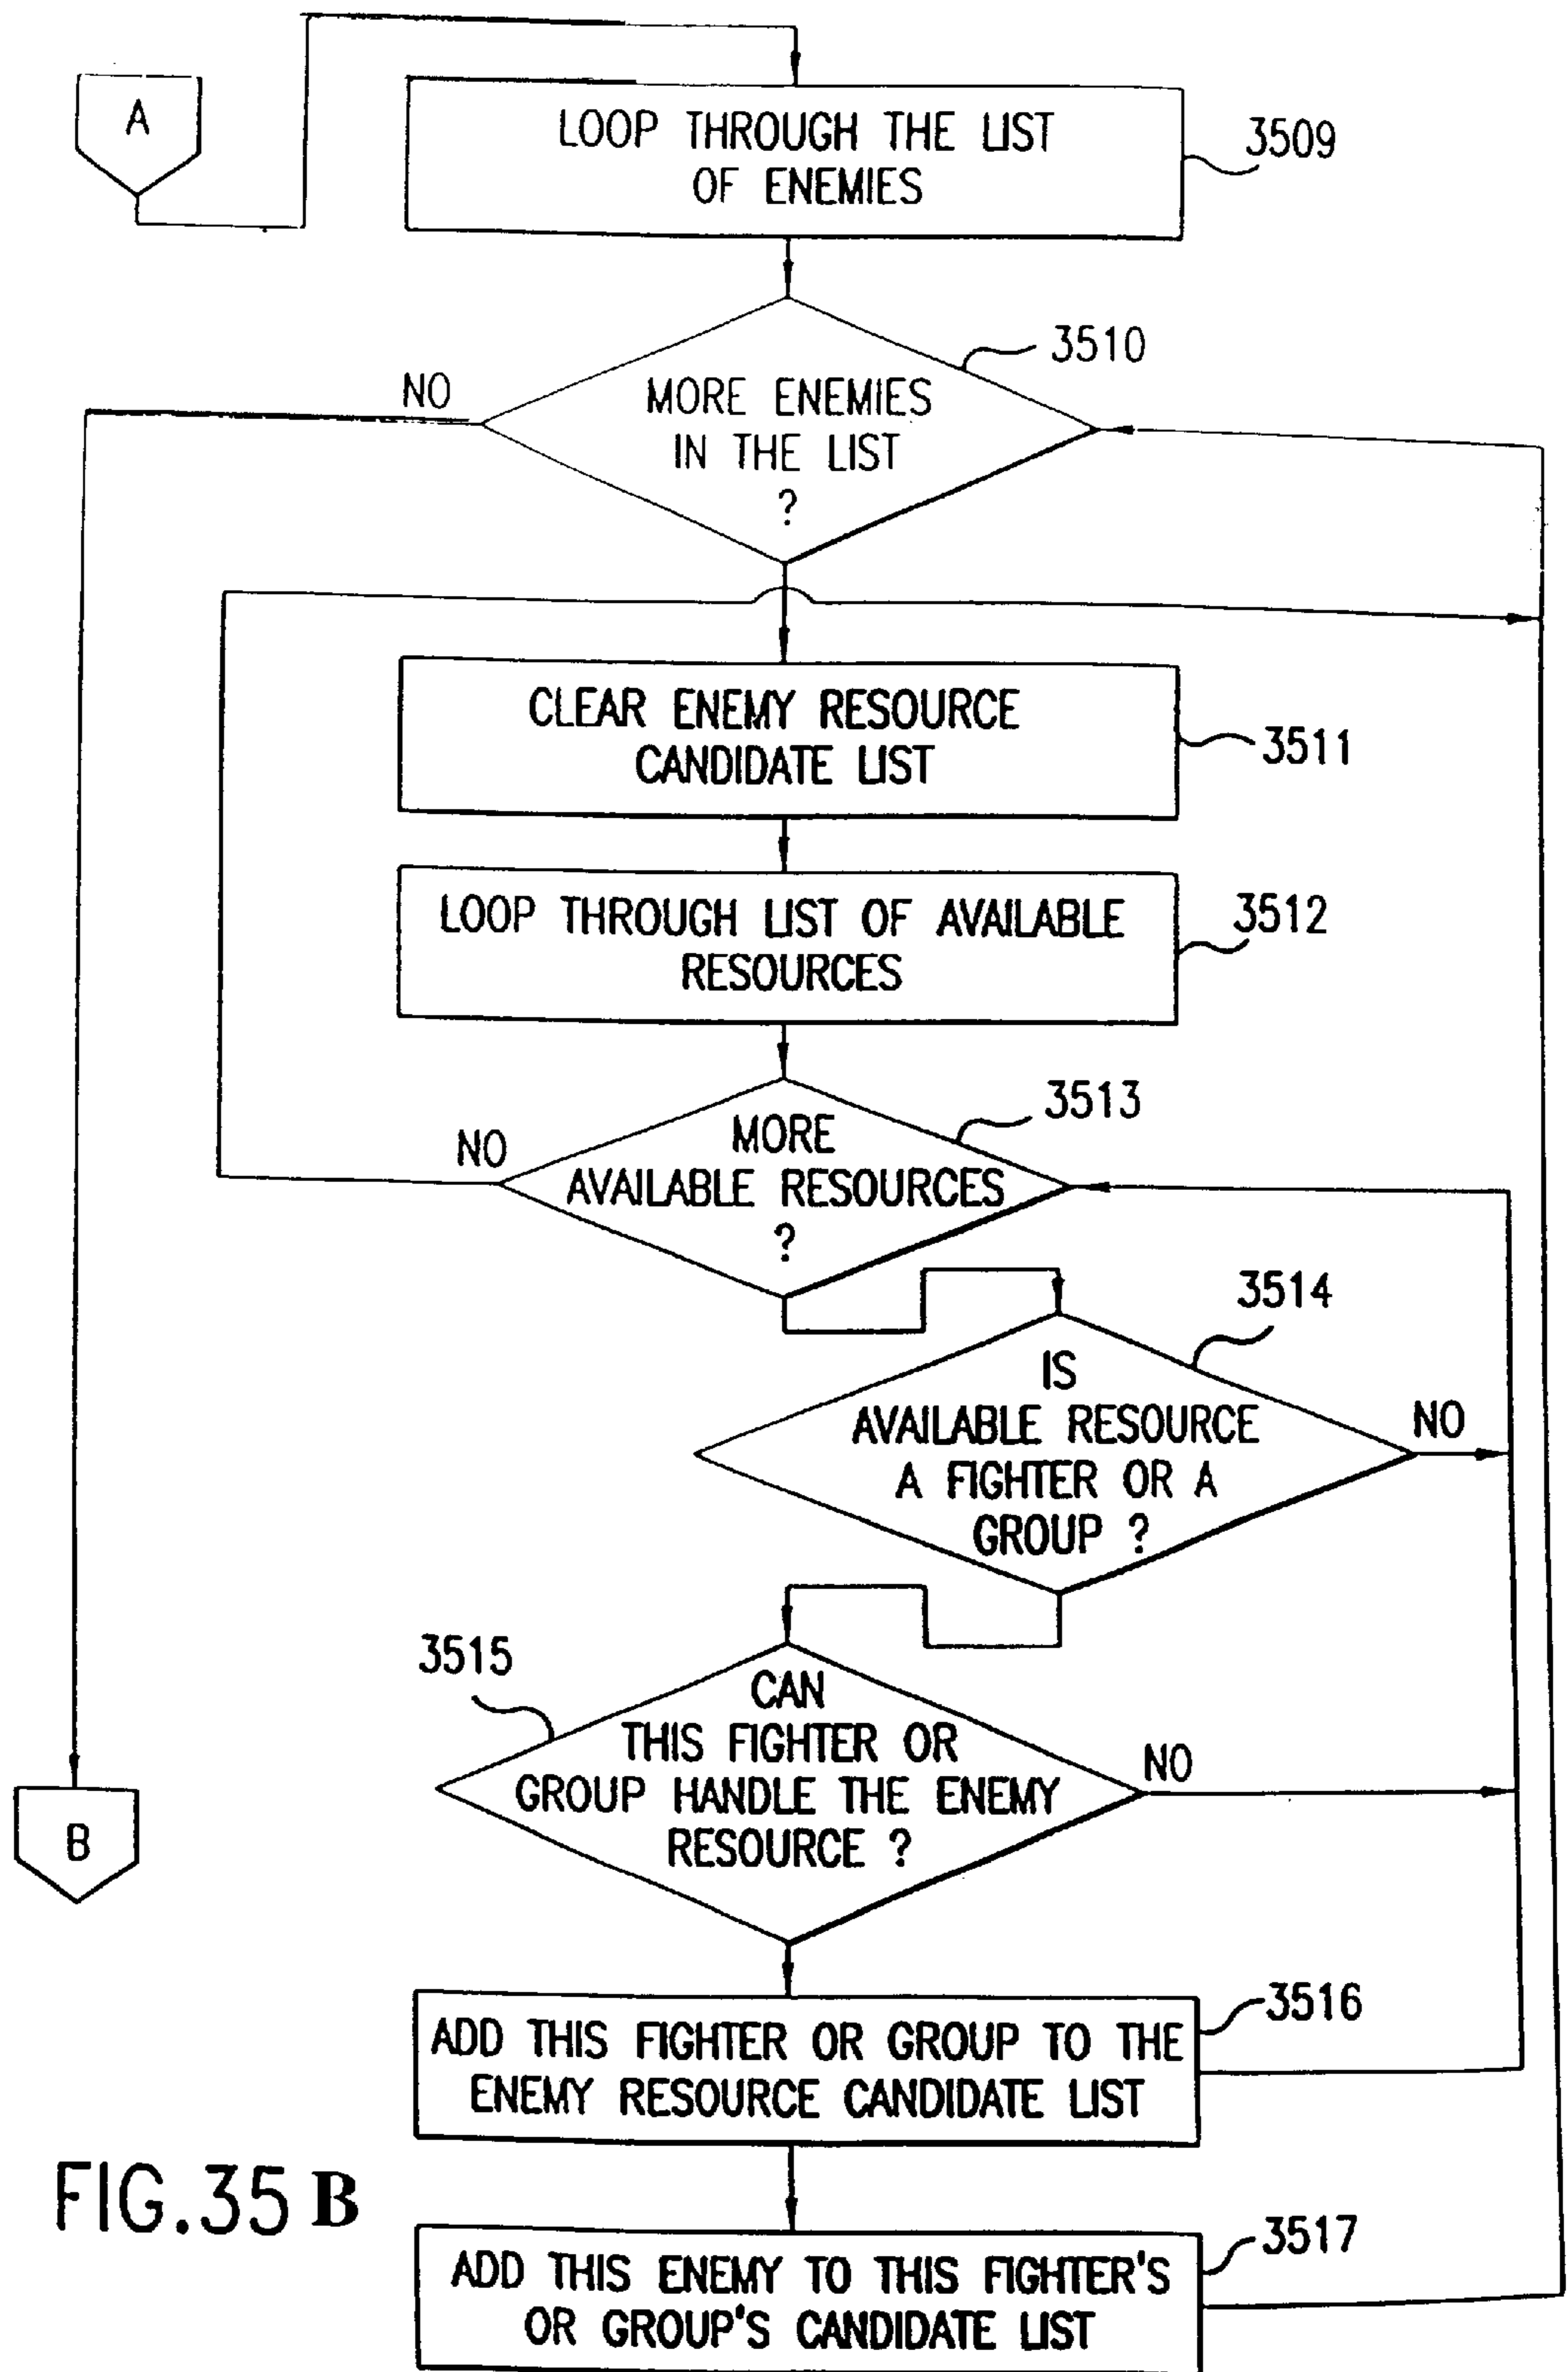 A
LOOP THROUGH THE LIST
OF ENEMIES
3509
3510
NO
MORE ENEMIES
IN THE LIST
?
CLEAR ENEMY RESOURCE
CANDIDATE LIST
3511
LOOP THROUGH LIST OF AVAILABLE
RESOURCES
3512
3513
NO
MORE
AVAILABLE RESOURCES
?
3514
IS
AVAILABLE RESOURCE
A FIGHTER OR A
GROUP ?
NO
3515
CAN
THIS FIGHTER OR
GROUP HANDLE THE ENEMY
RESOURCE ?
NO
B
ADD THIS FIGHTER OR GROUP TO THE
ENEMY RESOURCE CANDIDATE LIST
3516
FIG.35 B
ADD THIS ENEMY TO THIS FIGHTER'S
OR GROUP'S CANDIDATE LIST
3517